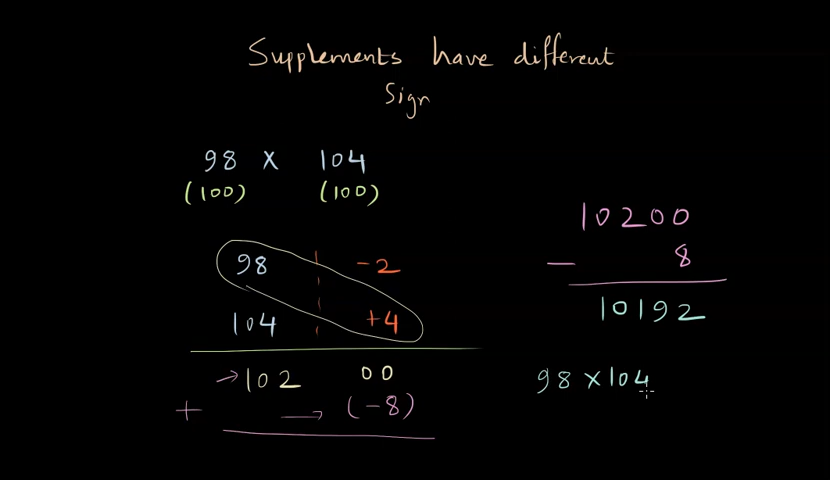 Supplements have different
Sign
98 X 104
(100) (100)
98 -2
104 +4
→102 00
+ → (-8)
10200
- 8
10192
98 X 104